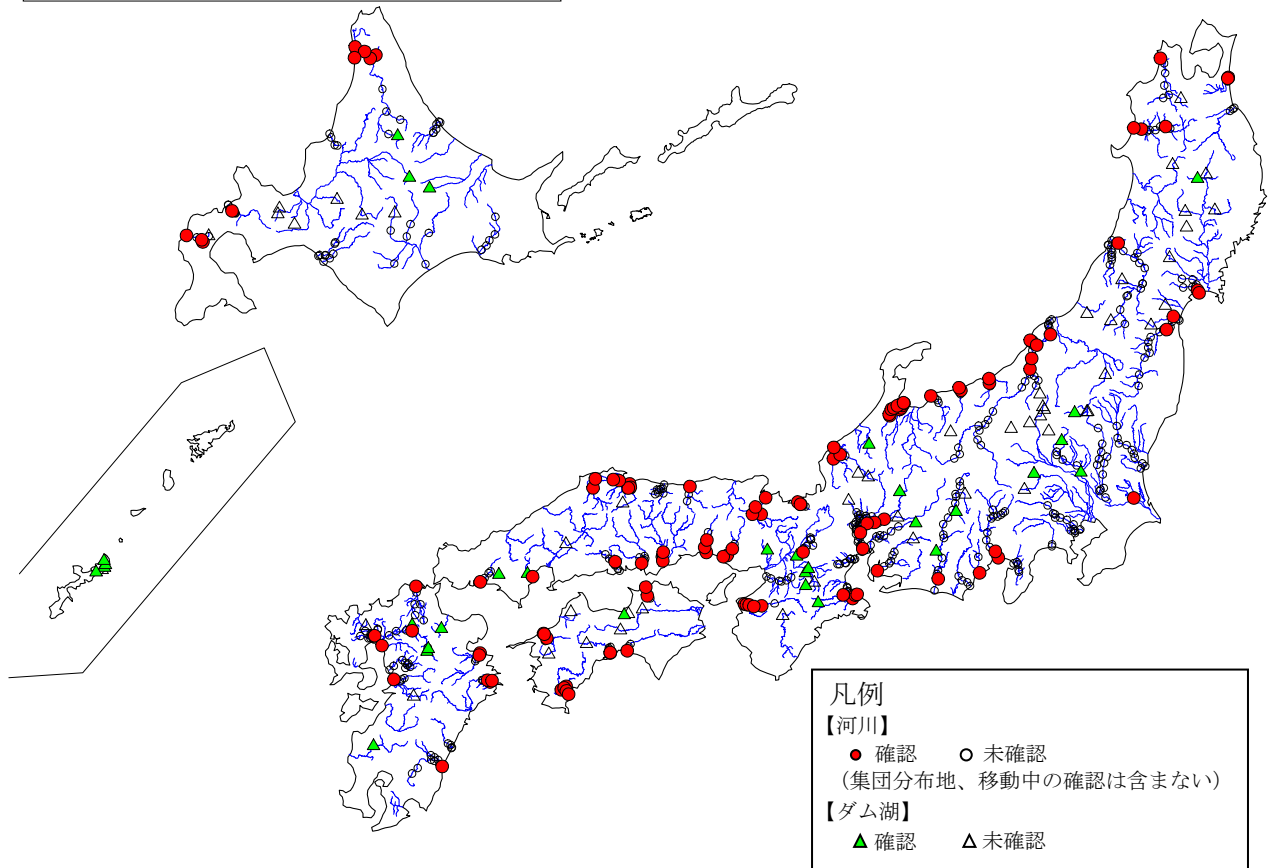 凡例
【河川】
確認 未確認
（集団分布地、移動中の確認は含まない）
【ダム湖】
確認 未確認